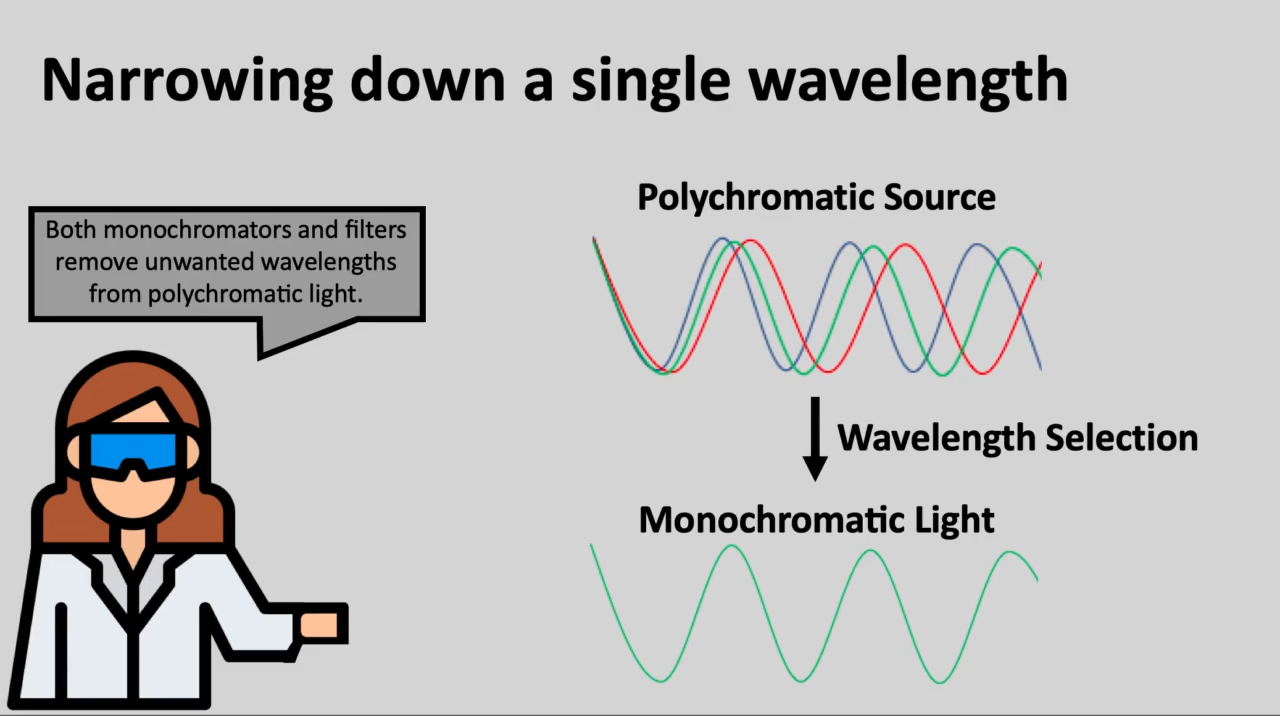 Narrowing down a single wavelength
Both monochromators and filters
remove unwanted wavelengths
from polychromatic light.
Polychromatic Source
Wavelength Selection
Monochromatic Light